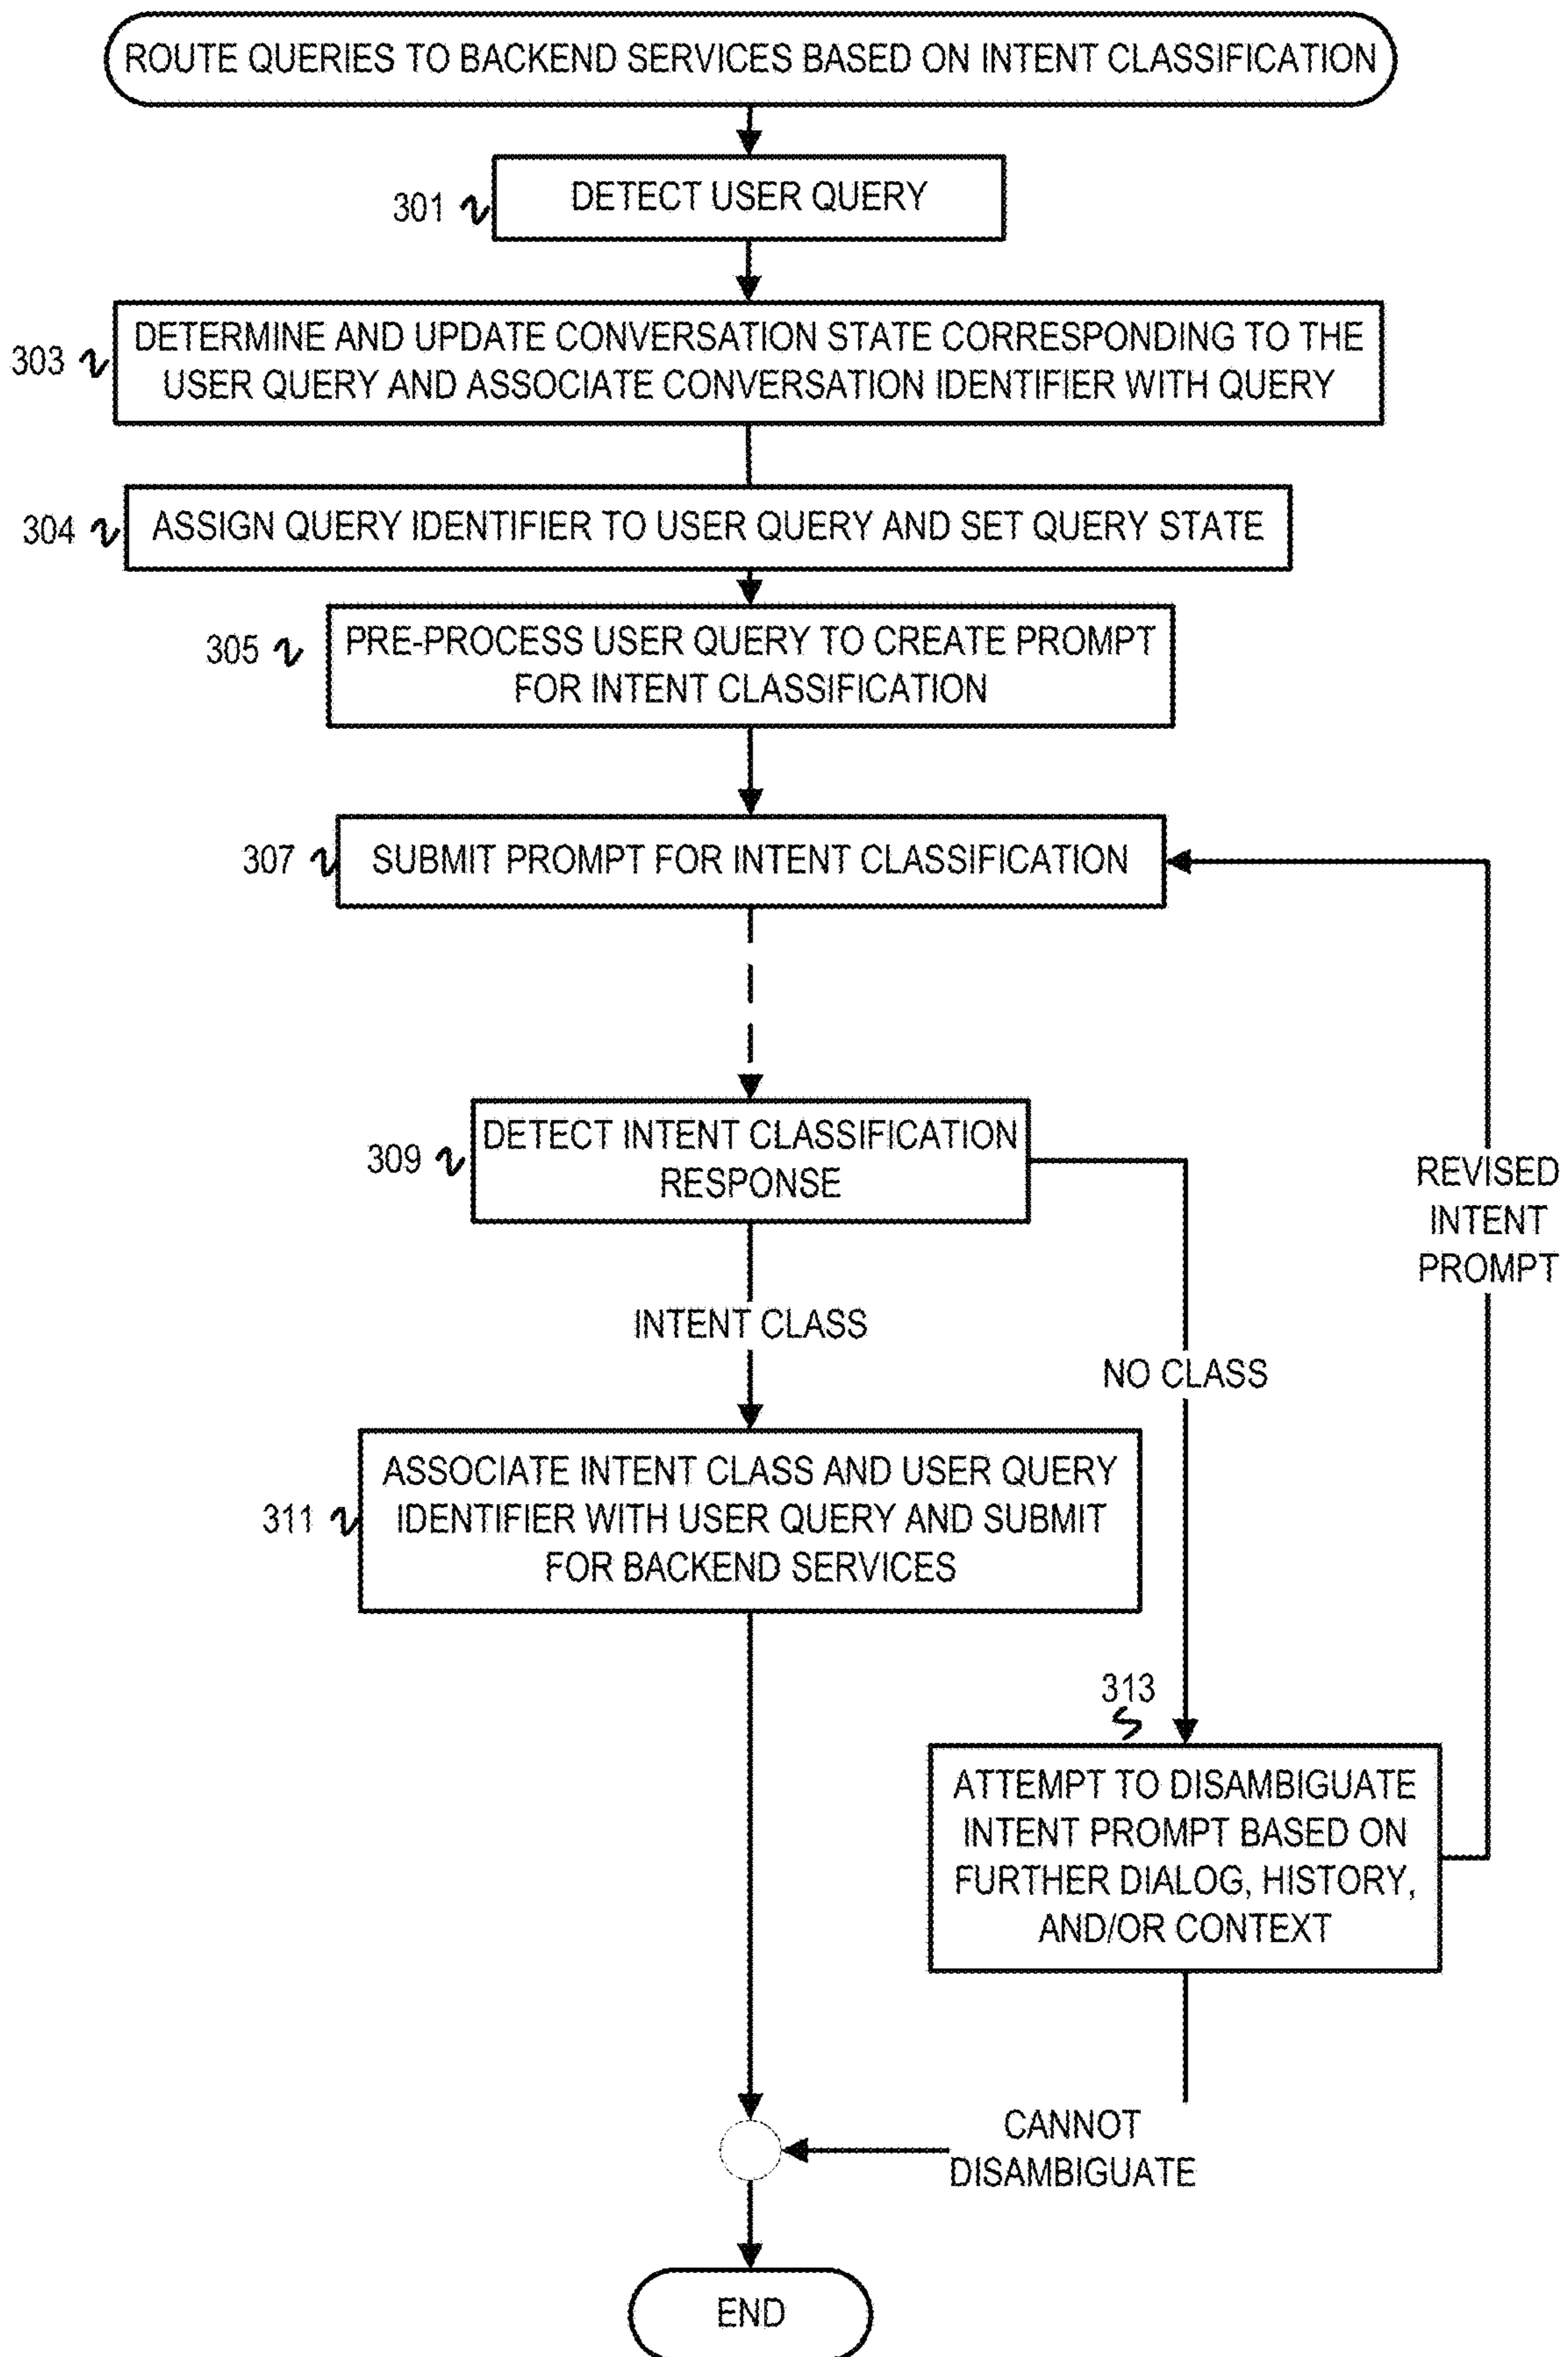 ROUTE QUERIES TO BACKEND SERVICES BASED ON INTENT CLASSIFICATION
301
DETECT USER QUERY
303
DETERMINE AND UPDATE CONVERSATION STATE CORRESPONDING TO THE
USER QUERY AND ASSOCIATE CONVERSATION IDENTIFIER WITH QUERY
304
ASSIGN QUERY IDENTIFIER TO USER QUERY AND SET QUERY STATE
305
PRE-PROCESS USER QUERY TO CREATE PROMPT
FOR INTENT CLASSIFICATION
307
SUBMIT PROMPT FOR INTENT CLASSIFICATION
309
DETECT INTENT CLASSIFICATION
RESPONSE
REVISED
INTENT
PROMPT
INTENT CLASS
NO CLASS
311
ASSOCIATE INTENT CLASS AND USER QUERY
IDENTIFIER WITH USER QUERY AND SUBMIT
FOR BACKEND SERVICES
313
ATTEMPT TO DISAMBIGUATE
INTENT PROMPT BASED ON
FURTHER DIALOG, HISTORY,
AND/OR CONTEXT
CANNOT
DISAMBIGUATE
END